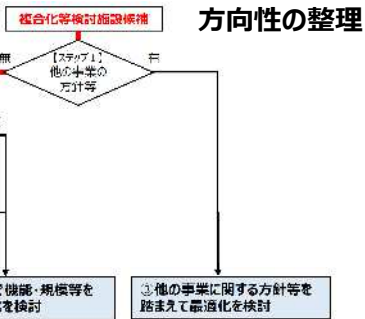 複合化等検討施設候補
方向性の整理
無
【ステップ1】
有
他の事業の
方針等
機能・規模等を
を検討
③他の事業に関する方針等を
踏まえて最適化を検討